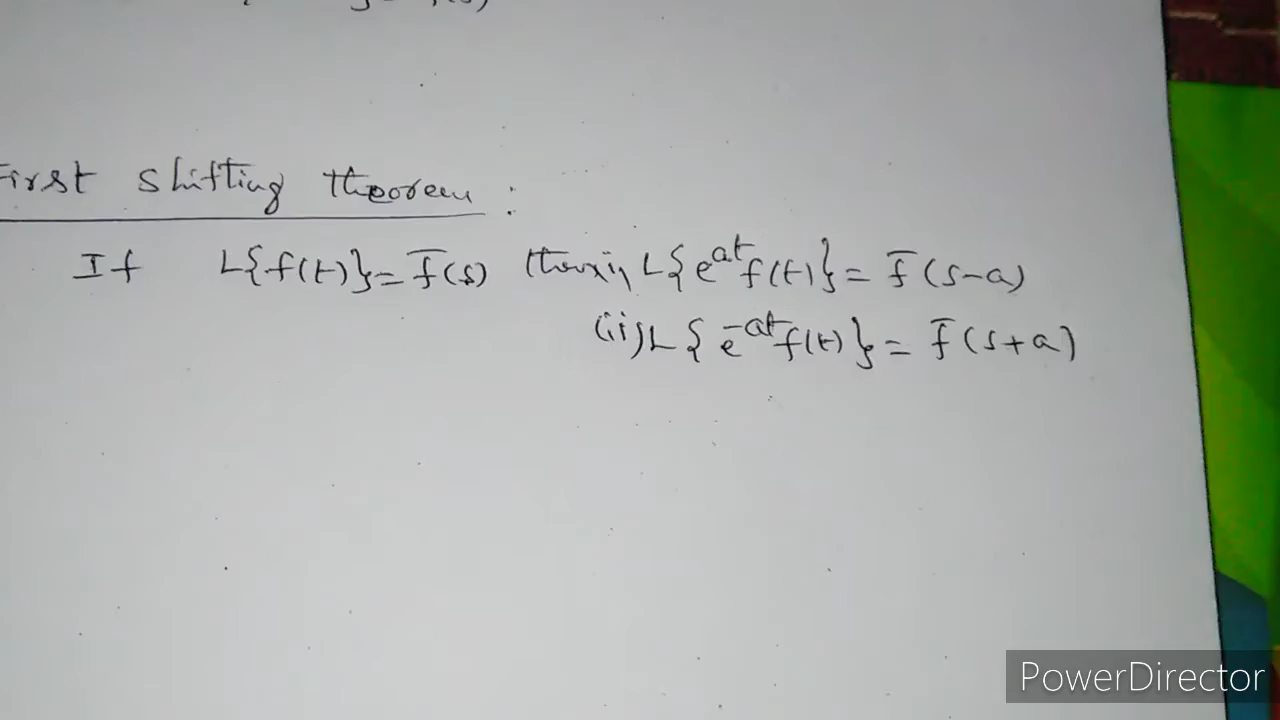 First shifting theorem :
If L{f(t)} = f̄(s) then (i) L{e^{at} f(t)} = f̄(s-a)
(ii) L{e^{-at} f(t)} = f̄(s+a)
PowerDirector